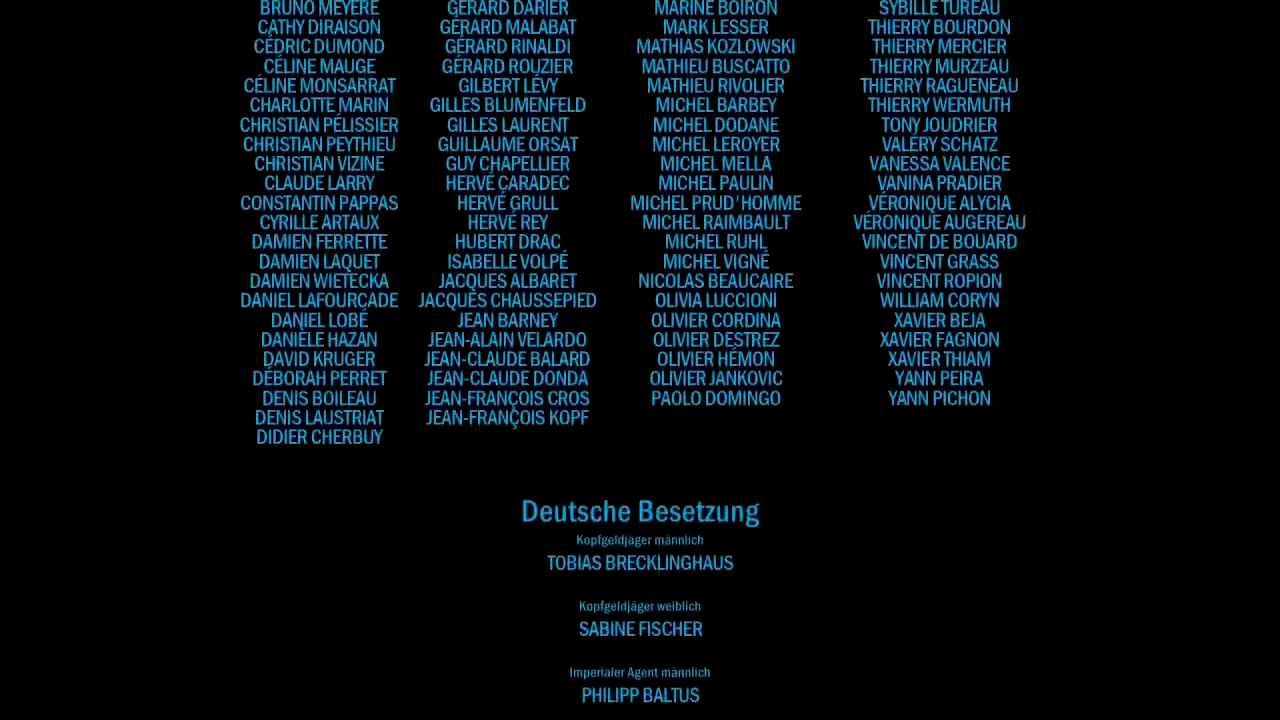 BRUNO MEYERE
CATHY DIRAISON
CÉDRIC DUMOND
CÉLINE MAUGE
CÉLINE MONSARRAT
CHARLOTTE MARIN
CHRISTIAN PÉLISSIER
CHRISTIAN PEYTHIEU
CHRISTIAN VIZINE
CLAUDE LARRY
CONSTANTIN PAPPAS
CYRILLE ARTAUX
DAMIEN FERRETTE
DAMIEN LAQUET
DAMIEN WIETECKA
DANIEL LAFOURCADE
DANIEL LOBÉ
DANIÈLE HAZAN
DAVID KRUGER
DÉBORAH PERRET
DENIS BOILEAU
DENIS LAUSTRIAT
DIDIER CHERBUY
GÉRARD DARIER
GÉRARD MALABAT
GÉRARD RINALDI
GÉRARD ROUZIER
GILBERT LÉVY
GILLES BLUMENFELD
GILLES LAURENT
GUILLAUME ORSAT
GUY CHAPELLIER
HERVÉ CARADEC
HERVÉ GRULL
HERVÉ REY
HUBERT DRAC
ISABELLE VOLPÉ
JACQUES ALBARET
JACQUES CHAUSSEPIED
JEAN BARNEY
JEAN-ALAIN VELARDO
JEAN-CLAUDE BALARD
JEAN-CLAUDE DONDA
JEAN-FRANÇOIS CROS
JEAN-FRANÇOIS KOPF
MARINE BOIRON
MARK LESSER
MATHIAS KOZLOWSKI
MATHIEU BUSCATTO
MATHIEU RIVOLIER
MICHEL BARBEY
MICHEL DODANE
MICHEL LEROYER
MICHEL MELLA
MICHEL PAULIN
MICHEL PRUD'HOMME
MICHEL RAIMBAULT
MICHEL RUHL
MICHEL VIGNÉ
NICOLAS BEAUCAIRE
OLIVIA LUCCIONI
OLIVIER CORDINA
OLIVIER DESTREZ
OLIVIER HÉMON
OLIVIER JANKOVIC
PAOLO DOMINGO
SYBILLE TUREAU
THIERRY BOURDON
THIERRY MERCIER
THIERRY MURZEAU
THIERRY RAGUENEAU
THIERRY WERMUTH
TONY JOUDRIER
VALÉRY SCHATZ
VANESSA VALENCE
VANINA PRADIER
VÉRONIQUE ALYCIA
VÉRONIQUE AUGEREAU
VINCENT DE BOUARD
VINCENT GRASS
VINCENT ROPION
WILLIAM CORYN
XAVIER BEJA
XAVIER FAGNON
XAVIER THIAM
YANN PEIRA
YANN PICHON
Deutsche Besetzung
Kopfgeldjäger männlich
TOBIAS BRECKLINGHAUS
Kopfgeldjäger weiblich
SABINE FISCHER
Imperialer Agent männlich
PHILIPP BALTUS